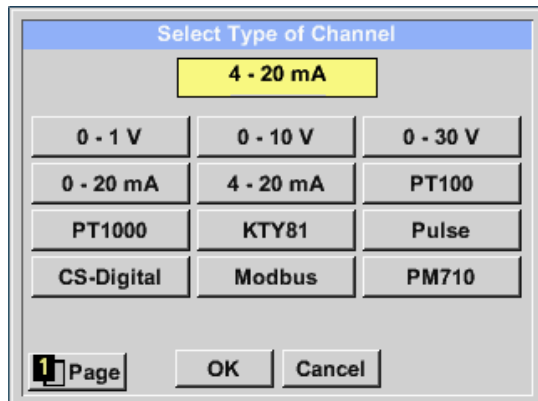 Select Type of Channel
4 - 20 mA
0 - 1 V
0 - 10 V
0 - 30 V
0 - 20 mA
4 - 20 mA
PT100
PT1000
KTY81
Pulse
CS-Digital
Modbus
PM710
1 Page
OK
Cancel